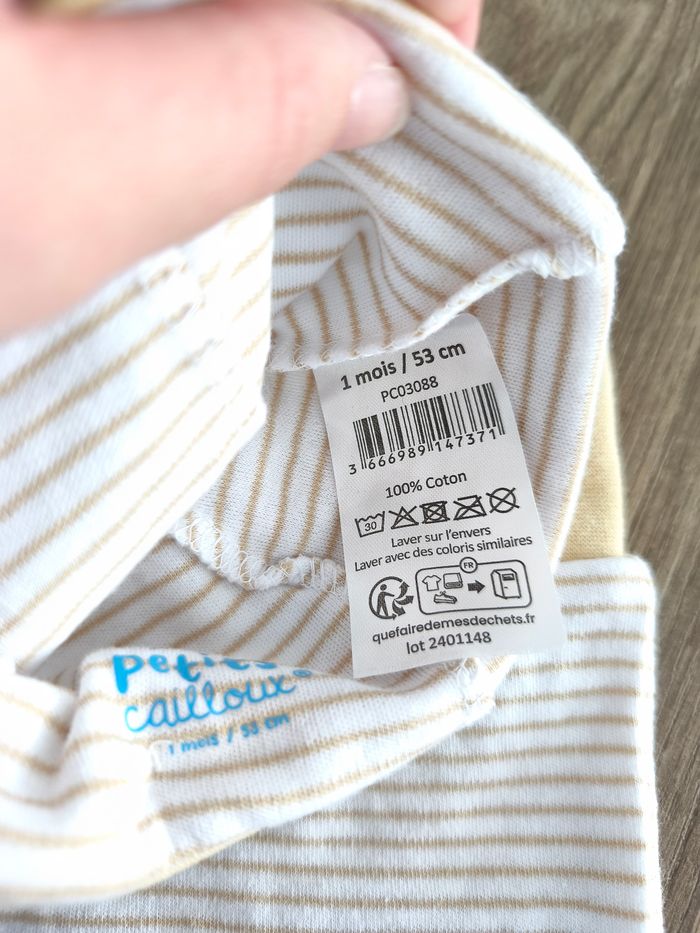 1 mois / 53 cm
PC03088
3 666989 147371
100% Coton
30
Laver sur l'envers
Laver avec des coloris similaires
FR
quefairedemesdechets.fr
lot 2401148
Petits
cailloux®
1 mois / 53 cm